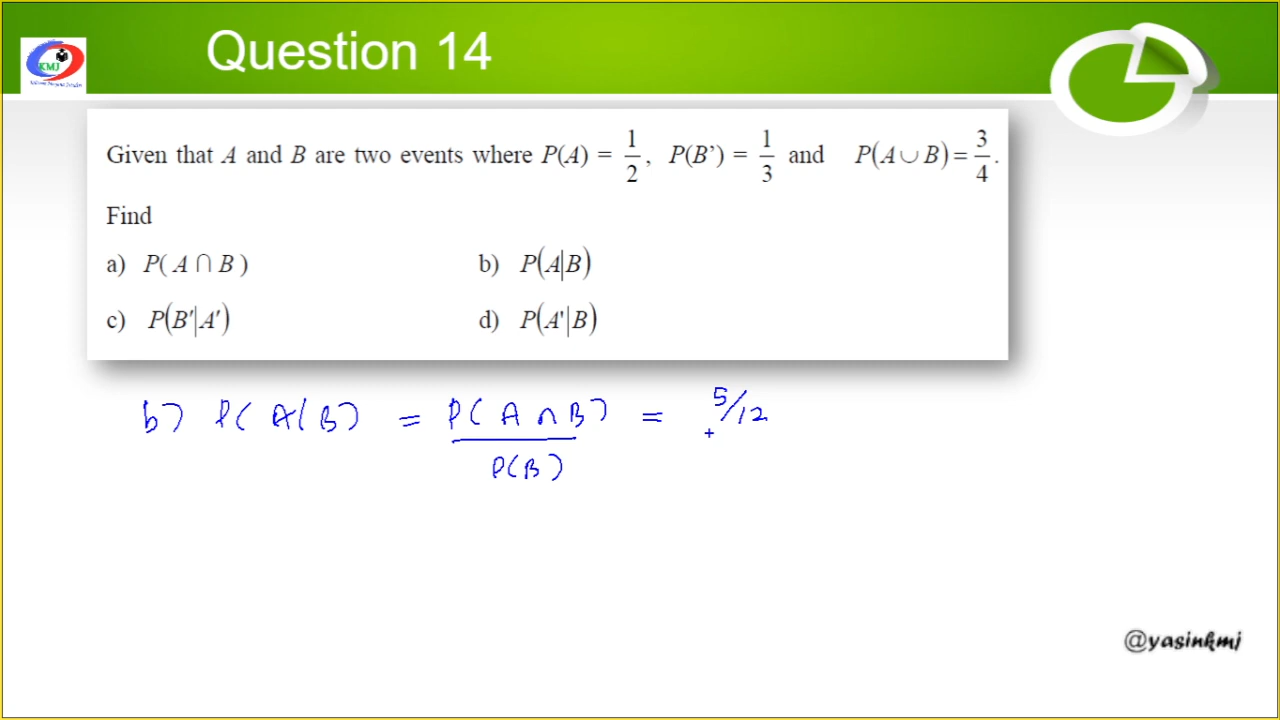 KMJ
Question 14
Given that A and B are two events where P(A) = 1/2, P(B’) = 1/3 and P(A ∪ B) = 3/4.
Find
a) P( A ∩ B ) b) P(A|B)
c) P(B'|A') d) P(A'|B)
b) P( A|B) = P( A ∩ B) / P(B) = 5/12
@yasinkmj